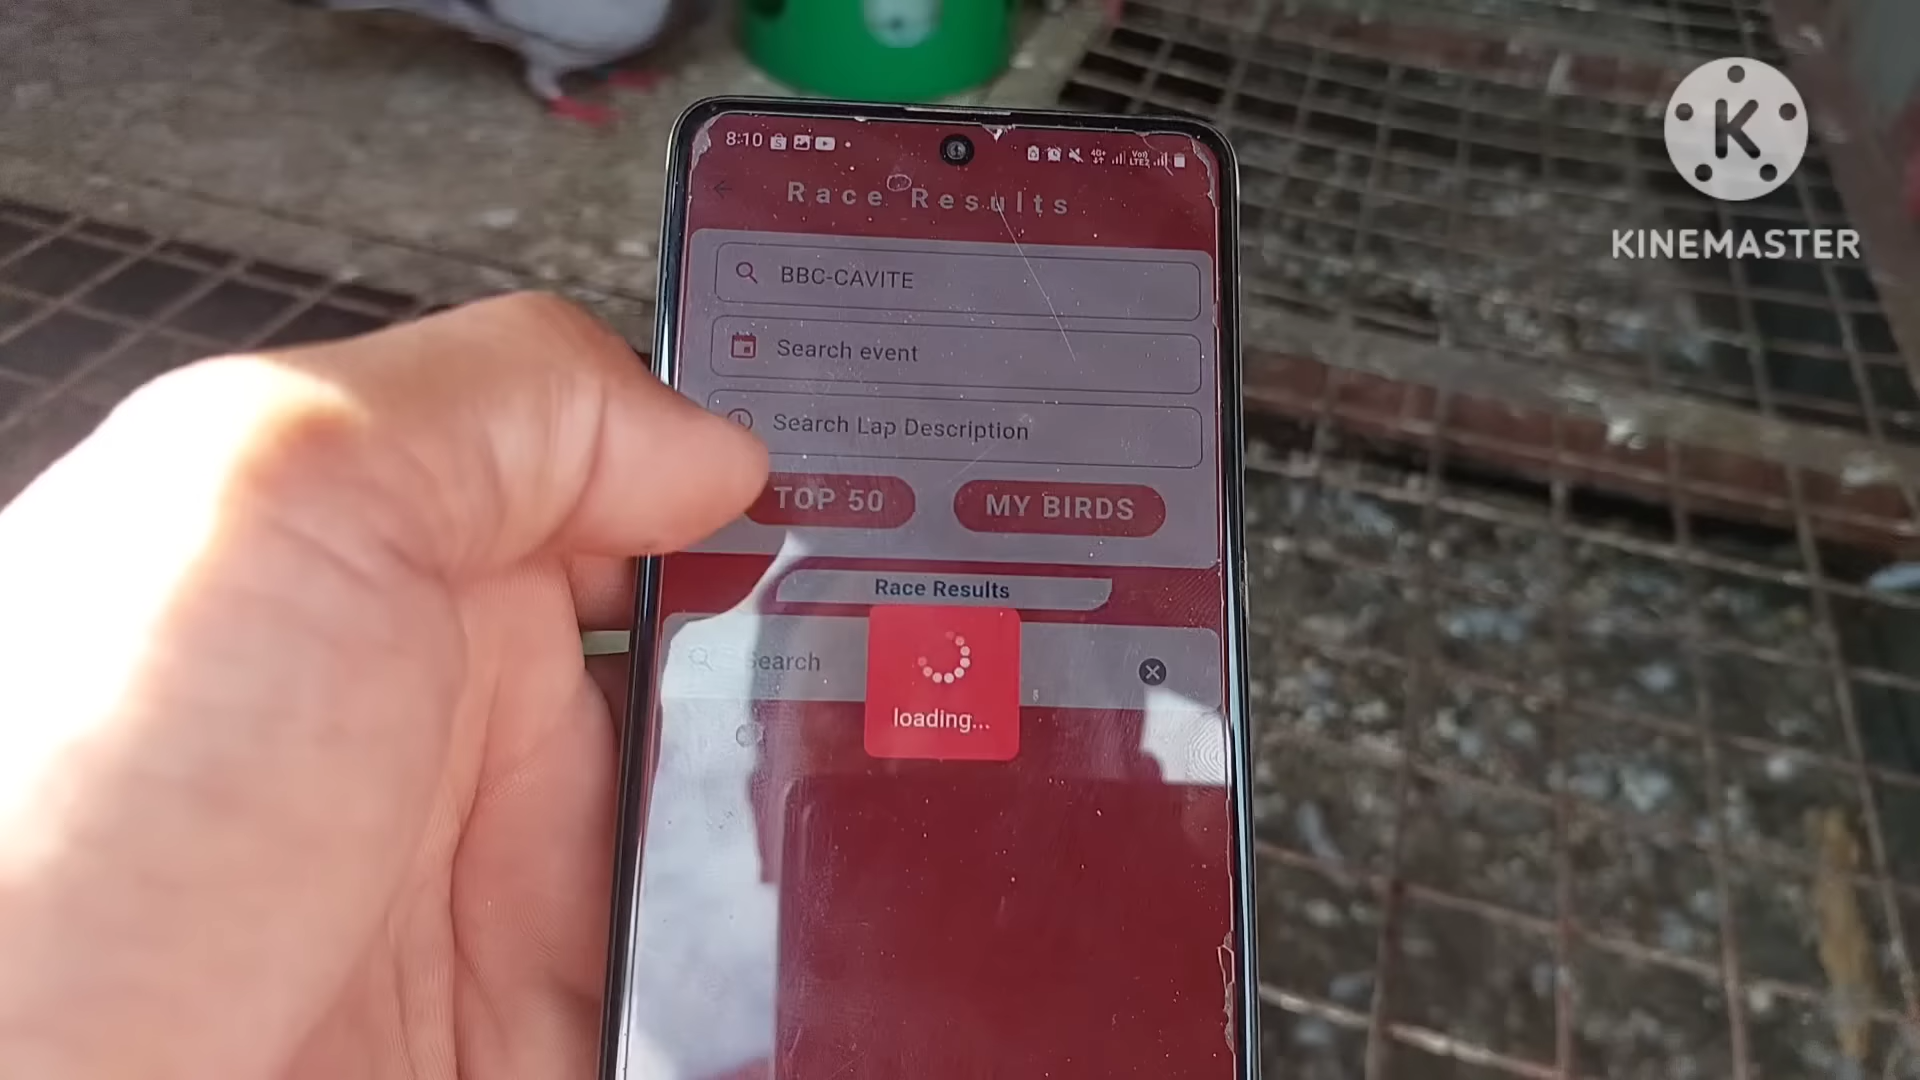 8:10
Race Results
K
KINEMASTER
BBC-CAVITE
Search event
Search Lap Description
TOP 50
MY BIRDS
Race Results
Search
loading...